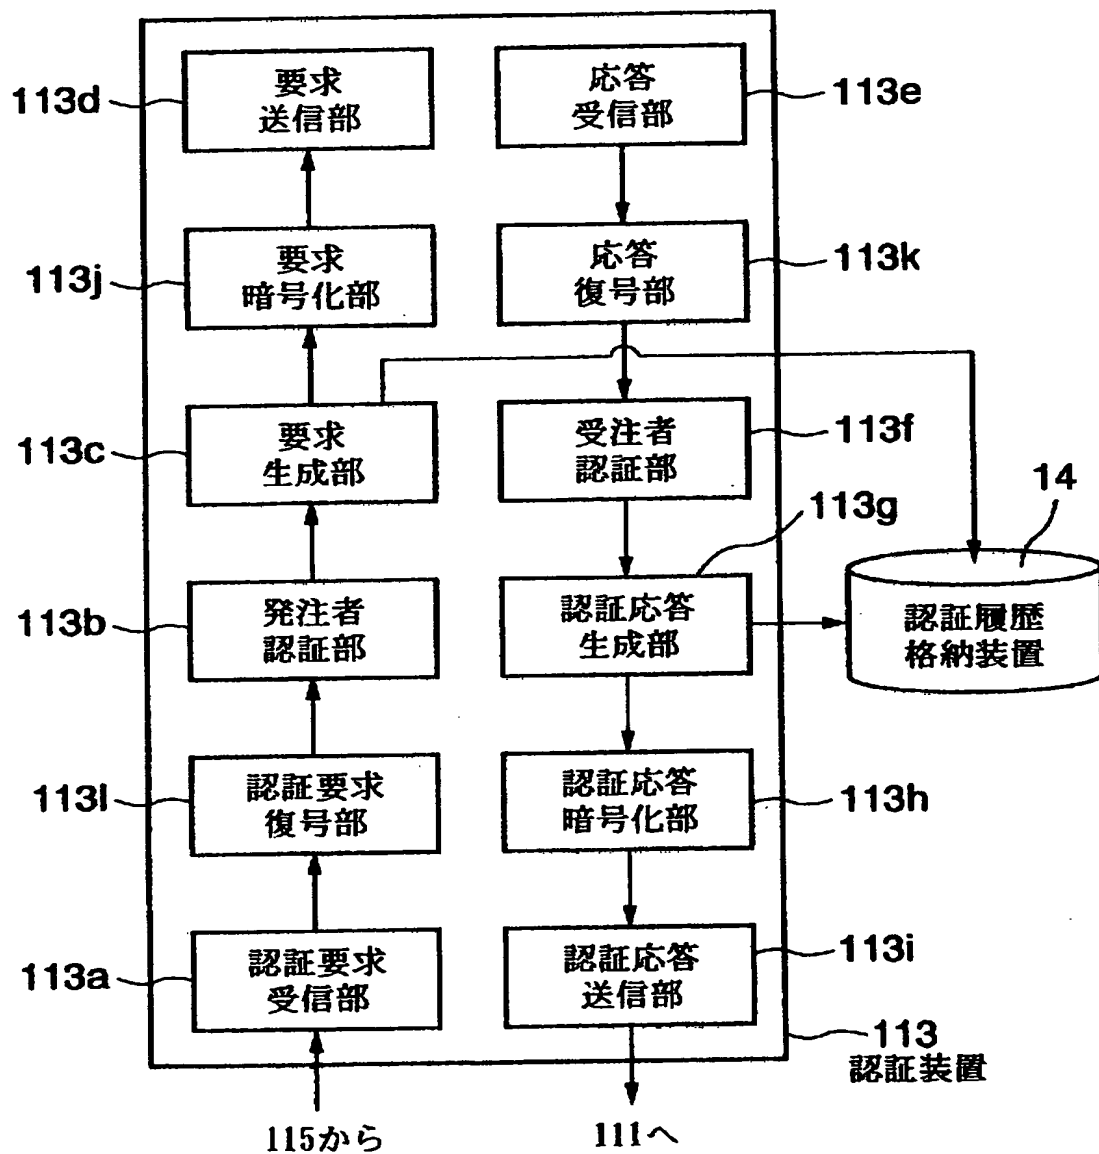 113d
要求
送信部
応答
受信部
113e
113j
要求
暗号化部
応答
復号部
113k
113c
要求
生成部
受注者
認証部
113f
113g
14
113b
発注者
認証部
認証応答
生成部
認証履歴
格納装置
113l
認証要求
復号部
認証応答
暗号化部
113h
113a
認証要求
受信部
認証応答
送信部
113i
113
認証装置
115から
111へ